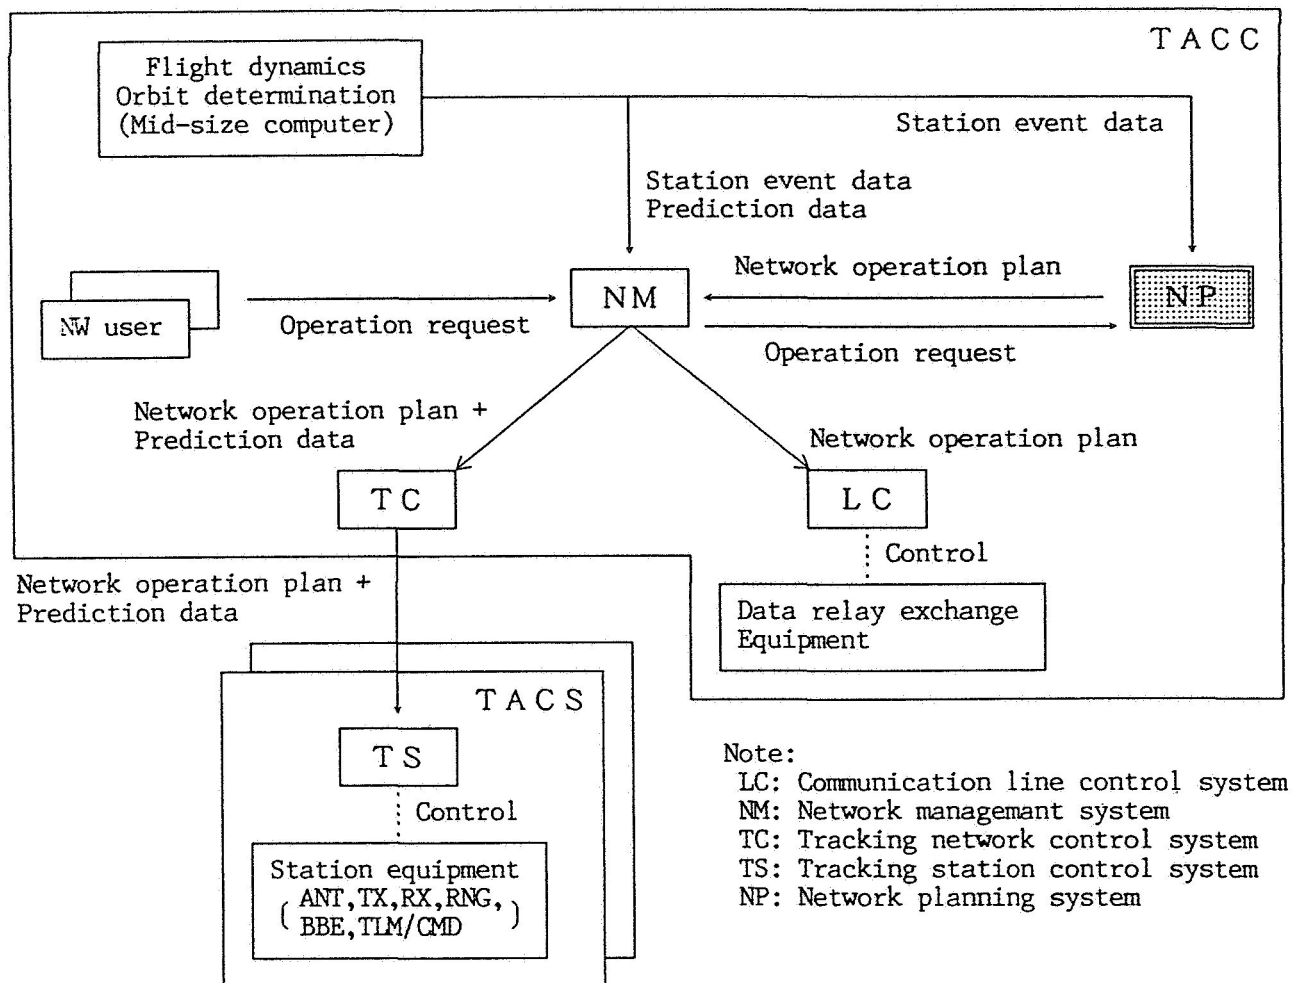 TACC
Flight dynamics
Orbit determination
(Mid-size computer)
Station event data
Station event data
Prediction data
Network operation plan
NW user
Operation request
NM
NP
Operation request
Network operation plan +
Prediction data
Network operation plan
TC
LC
Control
Network operation plan +
Prediction data
Data relay exchange
Equipment
TACS
TS
Control
Station equipment
( ANT,TX,RX,RNG,
BBE,TLM/CMD )
Note:
LC: Communication line control system
NM: Network managemant system
TC: Tracking network control system
TS: Tracking station control system
NP: Network planning system